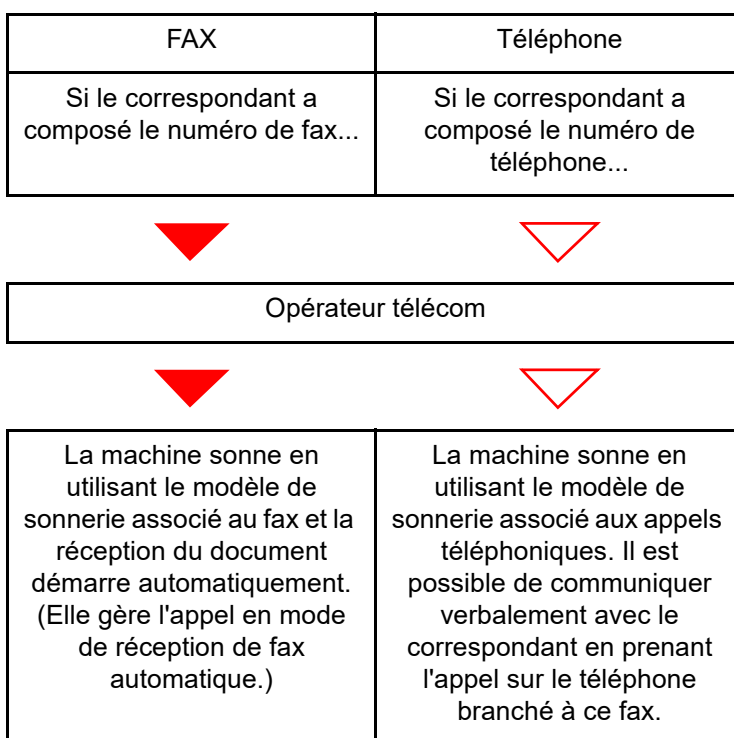 FAX
Téléphone
Si le correspondant a
composé le numéro de fax...
Si le correspondant a
composé le numéro de
téléphone...
Opérateur télécom
La machine sonne en
utilisant le modèle de
sonnerie associé au fax et la
réception du document
démarre automatiquement.
(Elle gère l'appel en mode
de réception de fax
automatique.)
La machine sonne en
utilisant le modèle de
sonnerie associé aux appels
téléphoniques. Il est
possible de communiquer
verbalement avec le
correspondant en prenant
l'appel sur le téléphone
branché à ce fax.